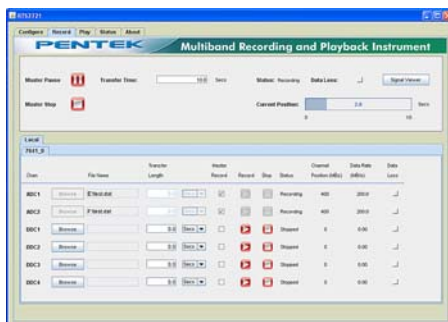 Configure Record Play Status About
PENTEK Multiband Recording and Playback Instrument
Master Pause Transfer Time: 10.0 Secs Status: Recording Data Loss: Signal Viewer
Master Stop Current Position: 2.0 Secs
0 10
Local
Chan File Name Transfer Length Master Record Record Stop Status Channel Position (MBs) Data Rate (MB/s) Data Loss
ADC1 Browse E:\test.dat Recording 400 200.0
ADC2 Browse F:\test.dat Recording 400 200.0
DDC1 Browse 0.0 Secs Stopped 0 0.00
DDC2 Browse 0.0 Secs Stopped 0 0.00
DDC3 Browse 0.0 Secs Stopped 0 0.00
DDC4 Browse 0.0 Secs Stopped 0 0.00